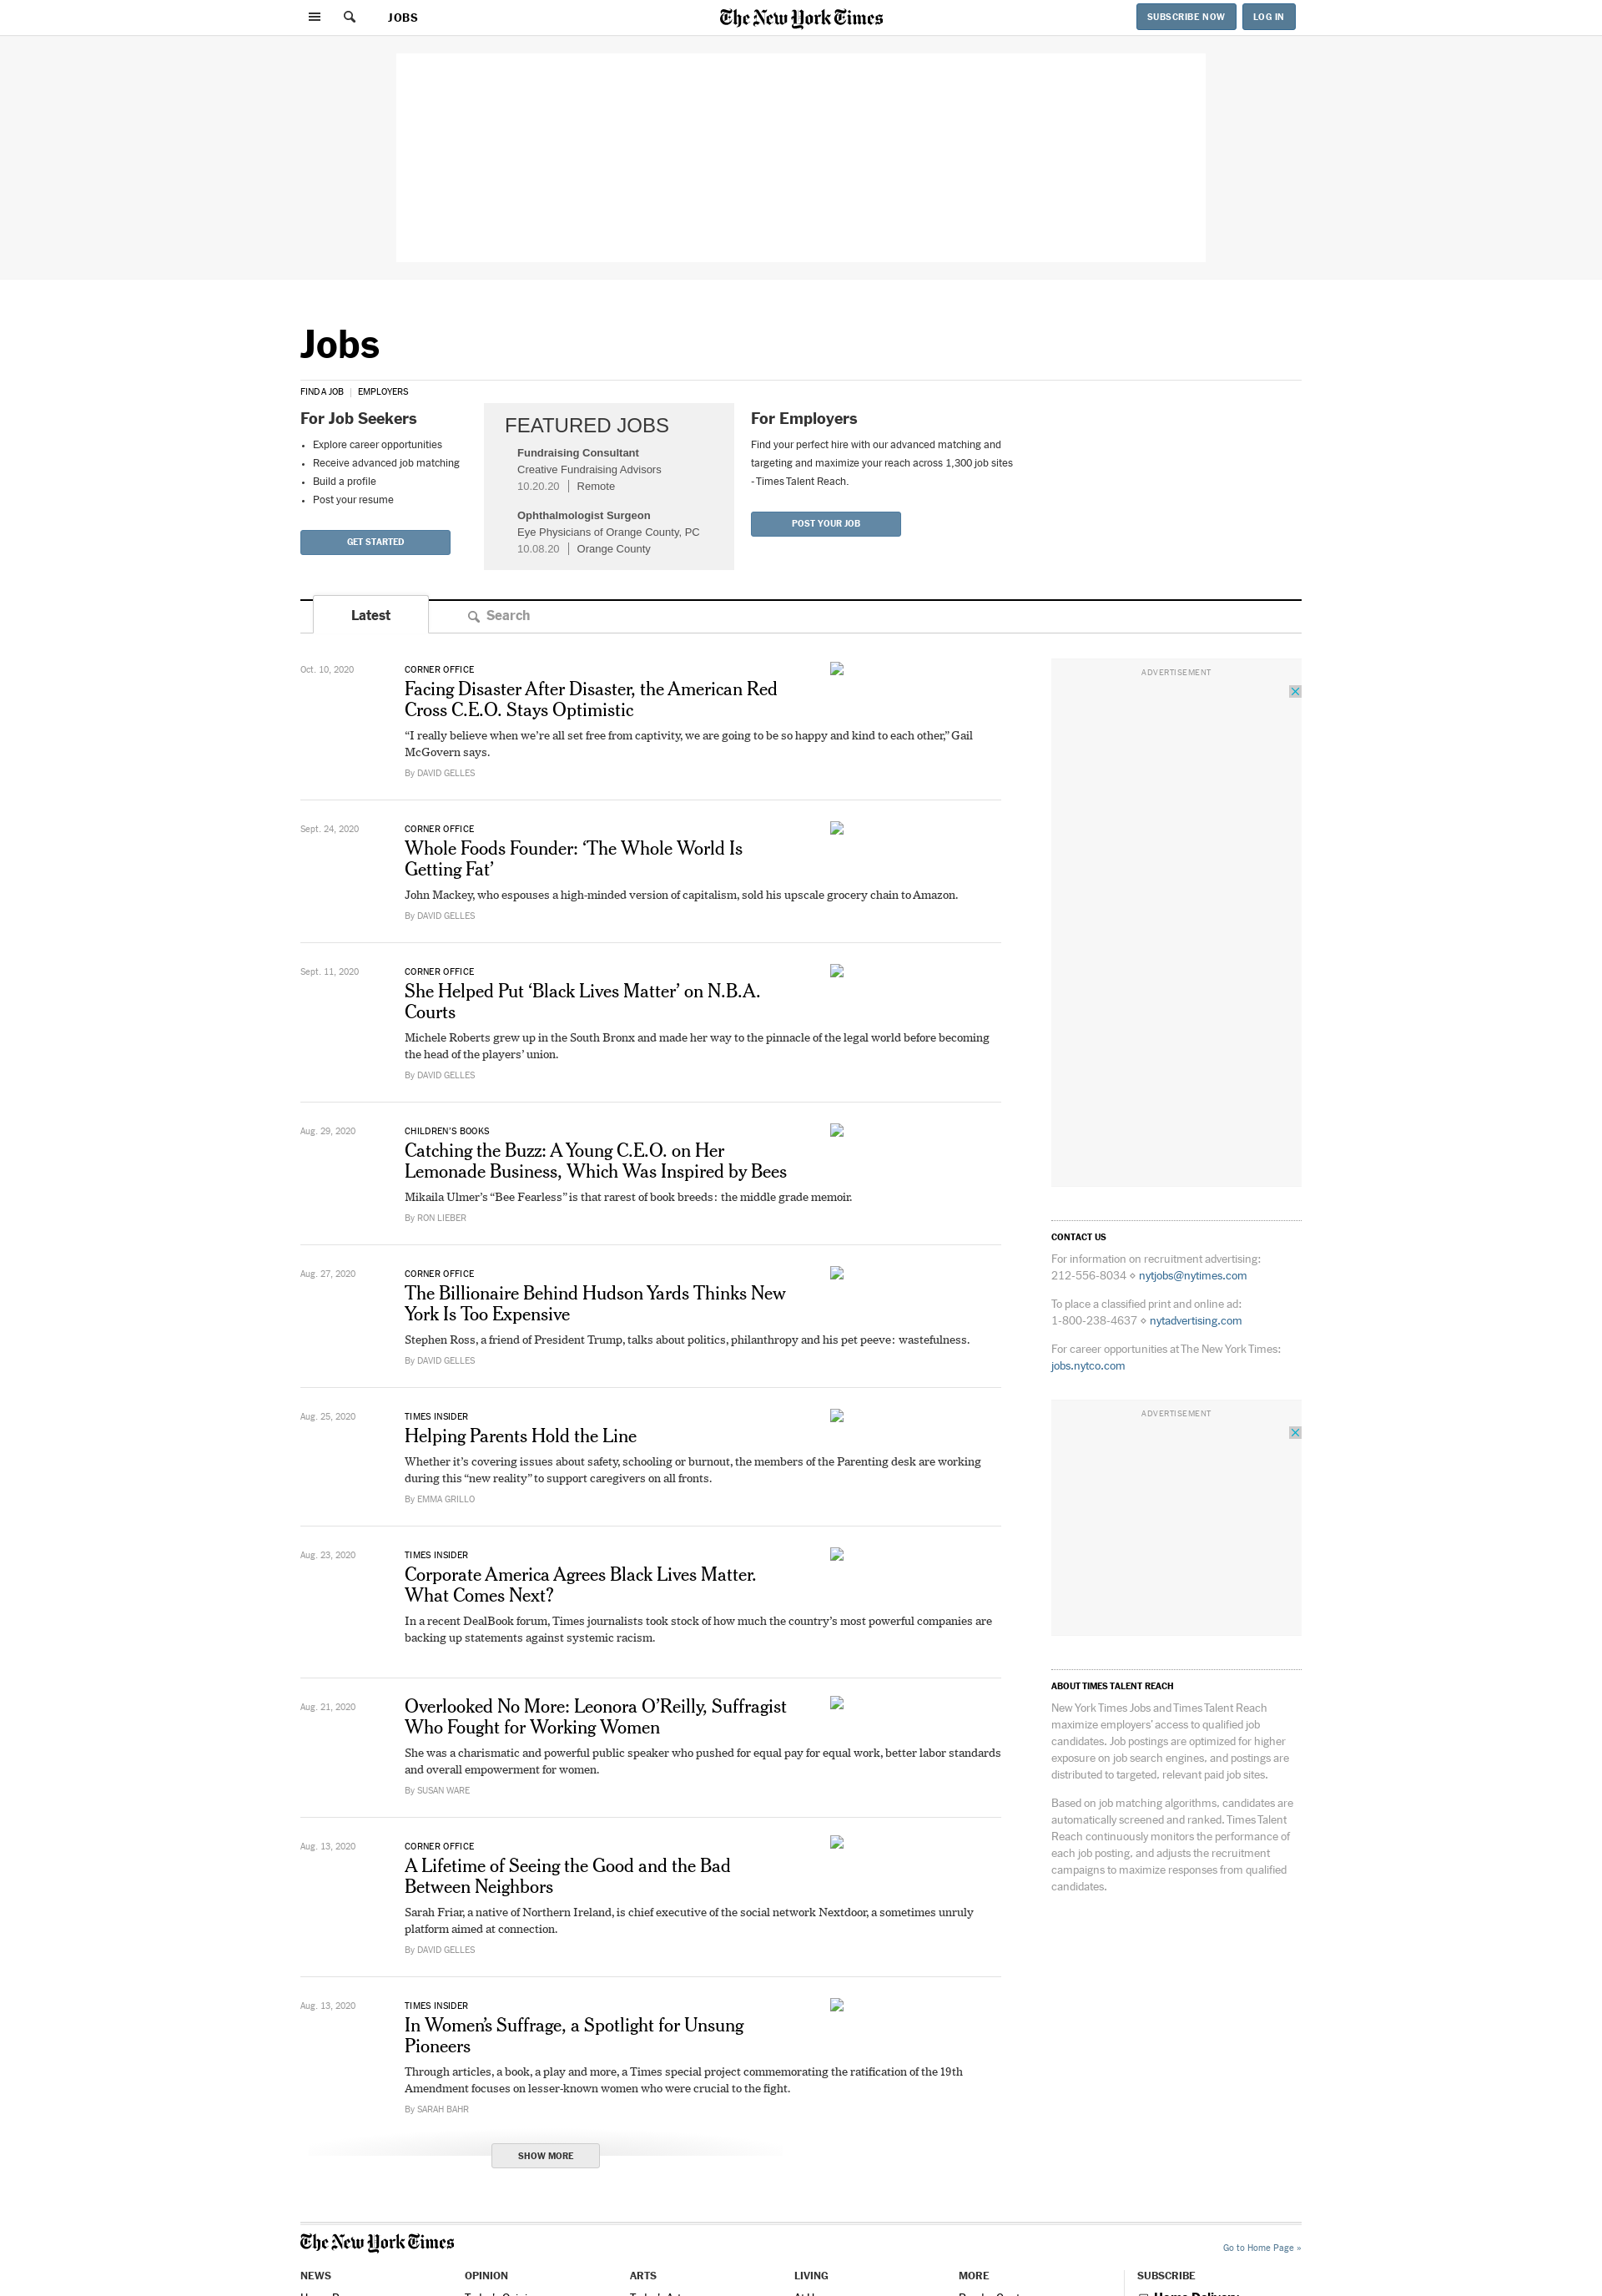 JOBS
The New York Times
SUBSCRIBE NOW
LOG IN
Jobs
FIND A JOB | EMPLOYERS
For Job Seekers
• Explore career opportunities
• Receive advanced job matching
• Build a profile
• Post your resume
GET STARTED
FEATURED JOBS
Fundraising Consultant
Creative Fundraising Advisors
10.20.20 | Remote
Ophthalmologist Surgeon
Eye Physicians of Orange County, PC
10.08.20 | Orange County
For Employers
Find your perfect hire with our advanced matching and
targeting and maximize your reach across 1,300 job sites
- Times Talent Reach.
POST YOUR JOB
Latest
Search
Oct. 10, 2020
CORNER OFFICE
Facing Disaster After Disaster, the American Red
Cross C.E.O. Stays Optimistic
“I really believe when we’re all set free from captivity, we are going to be so happy and kind to each other,” Gail
McGovern says.
By DAVID GELLES
Sept. 24, 2020
CORNER OFFICE
Whole Foods Founder: ‘The Whole World Is
Getting Fat’
John Mackey, who espouses a high-minded version of capitalism, sold his upscale grocery chain to Amazon.
By DAVID GELLES
Sept. 11, 2020
CORNER OFFICE
She Helped Put ‘Black Lives Matter’ on N.B.A.
Courts
Michele Roberts grew up in the South Bronx and made her way to the pinnacle of the legal world before becoming
the head of the players’ union.
By DAVID GELLES
Aug. 29, 2020
CHILDREN’S BOOKS
Catching the Buzz: A Young C.E.O. on Her
Lemonade Business, Which Was Inspired by Bees
Mikaila Ulmer’s “Bee Fearless” is that rarest of book breeds: the middle grade memoir.
By RON LIEBER
Aug. 27, 2020
CORNER OFFICE
The Billionaire Behind Hudson Yards Thinks New
York Is Too Expensive
Stephen Ross, a friend of President Trump, talks about politics, philanthropy and his pet peeve: wastefulness.
By DAVID GELLES
Aug. 25, 2020
TIMES INSIDER
Helping Parents Hold the Line
Whether it’s covering issues about safety, schooling or burnout, the members of the Parenting desk are working
during this “new reality” to support caregivers on all fronts.
By EMMA GRILLO
Aug. 23, 2020
TIMES INSIDER
Corporate America Agrees Black Lives Matter.
What Comes Next?
In a recent DealBook forum, Times journalists took stock of how much the country’s most powerful companies are
backing up statements against systemic racism.
Aug. 21, 2020
Overlooked No More: Leonora O’Reilly, Suffragist
Who Fought for Working Women
She was a charismatic and powerful public speaker who pushed for equal pay for equal work, better labor standards
and overall empowerment for women.
By SUSAN WARE
Aug. 13, 2020
CORNER OFFICE
A Lifetime of Seeing the Good and the Bad
Between Neighbors
Sarah Friar, a native of Northern Ireland, is chief executive of the social network Nextdoor, a sometimes unruly
platform aimed at connection.
By DAVID GELLES
Aug. 13, 2020
TIMES INSIDER
In Women’s Suffrage, a Spotlight for Unsung
Pioneers
Through articles, a book, a play and more, a Times special project commemorating the ratification of the 19th
Amendment focuses on lesser-known women who were crucial to the fight.
By SARAH BAHR
SHOW MORE
ADVERTISEMENT
CONTACT US
For information on recruitment advertising:
212-556-8034 ⋄ nytjobs@nytimes.com
To place a classified print and online ad:
1-800-238-4637 ⋄ nytadvertising.com
For career opportunities at The New York Times:
jobs.nytco.com
ADVERTISEMENT
ABOUT TIMES TALENT REACH
New York Times Jobs and Times Talent Reach
maximize employers’ access to qualified job
candidates. Job postings are optimized for higher
exposure on job search engines, and postings are
distributed to targeted, relevant paid job sites.
Based on job matching algorithms, candidates are
automatically screened and ranked. Times Talent
Reach continuously monitors the performance of
each job posting, and adjusts the recruitment
campaigns to maximize responses from qualified
candidates.
The New York Times
Go to Home Page »
NEWS
OPINION
ARTS
LIVING
MORE
SUBSCRIBE